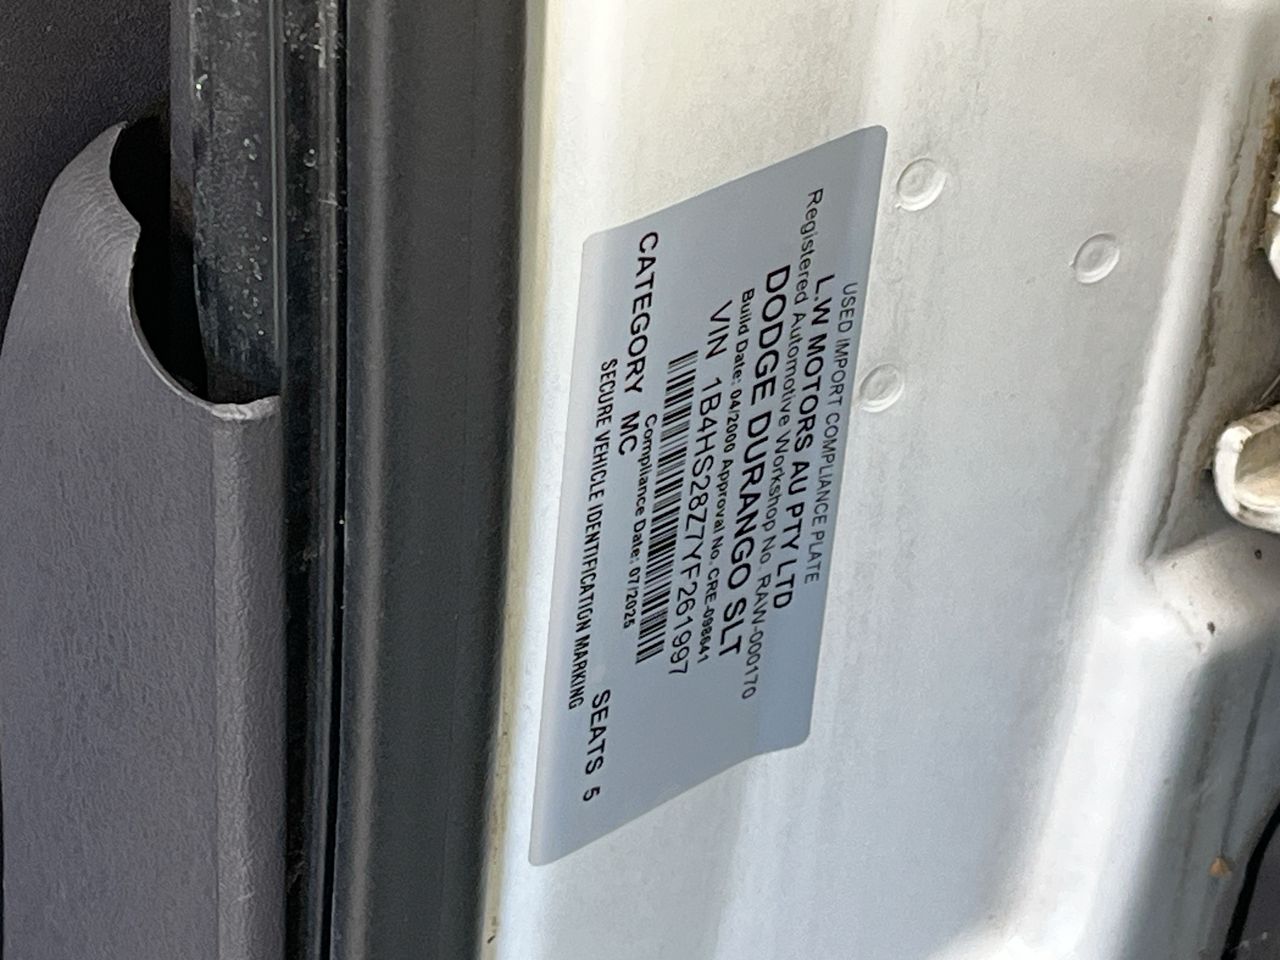 USED IMPORT COMPLIANCE PLATE
L.W MOTORS AU PTY LTD
Registered Automotive Workshop No. RAW-000170
DODGE DURANGO SLT
Build Date: 04/2000 Approval No. CRE-098641
VIN 1B4HS28Z7YF261997
Compliance Date: 07/2025
CATEGORY MC SEATS 5
SECURE VEHICLE IDENTIFICATION MARKING